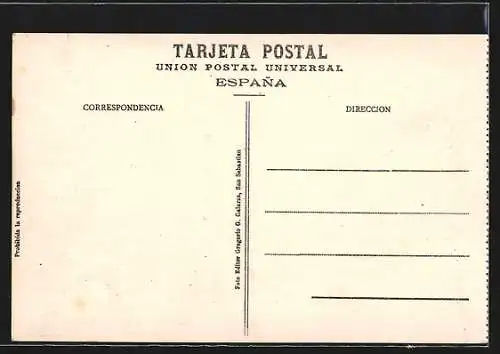 TARJETA POSTAL
UNION POSTAL UNIVERSAL
ESPAÑA
CORRESPONDENCIA
DIRECCION
Prohibida la reproduccion
Foto Editor Gregorio G. Galarza, San Sebastian